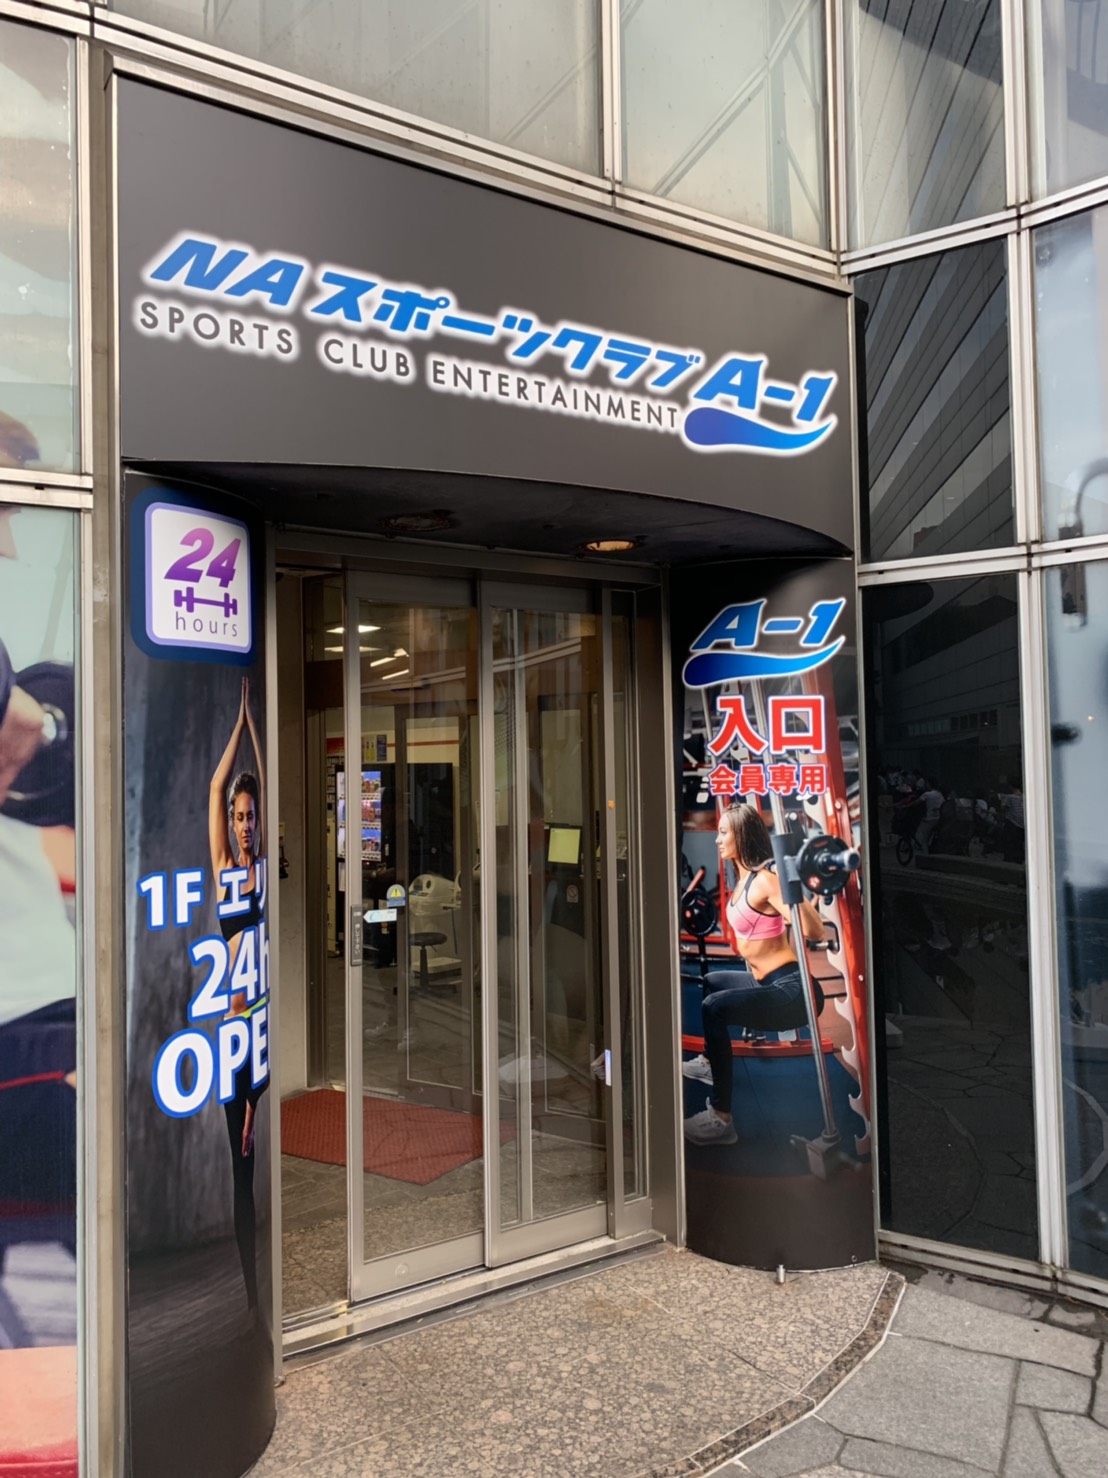 NAスポーツクラブA-1
SPORTS CLUB ENTERTAINMENT
24
hours
A-1
入口
会員専用
1F エリ
24h
OPE